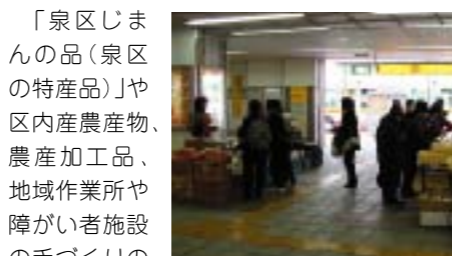 「泉区じま
んの品（泉区
の特産品）」や
区内産農産物、
農産加工品、
地域作業所や
障がい者施設
の手づくりの